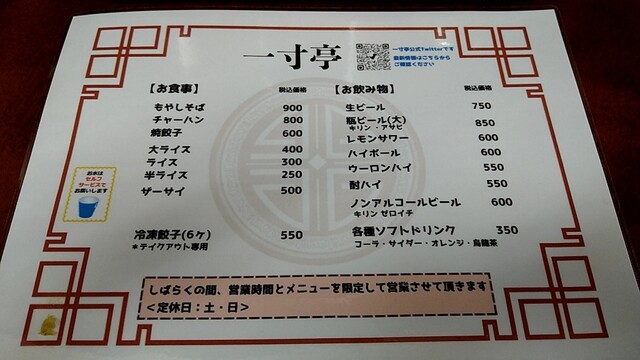 一寸亭
一寸亭公式Twitterです
最新情報はこちらから
ご確認ください
【お食事】 税込価格
もやしそば 900
チャーハン 800
焼餃子 600
大ライス 400
ライス 300
半ライス 250
ザーサイ 500
冷凍餃子(6ヶ) 550
＊テイクアウト専用
【お飲み物】 税込価格
生ビール 750
瓶ビール(大) 850
キリン・アサヒ
レモンサワー 600
ハイボール 600
ウーロンハイ 550
酎ハイ 550
ノンアルコールビール 600
キリン ゼロイチ
各種ソフトドリンク 350
コーラ・サイダー・オレンジ・烏龍茶
お水は
セルフ
サービスで
お願いします
しばらくの間、営業時間とメニューを限定して営業させて頂きます
＜定休日：土・日＞